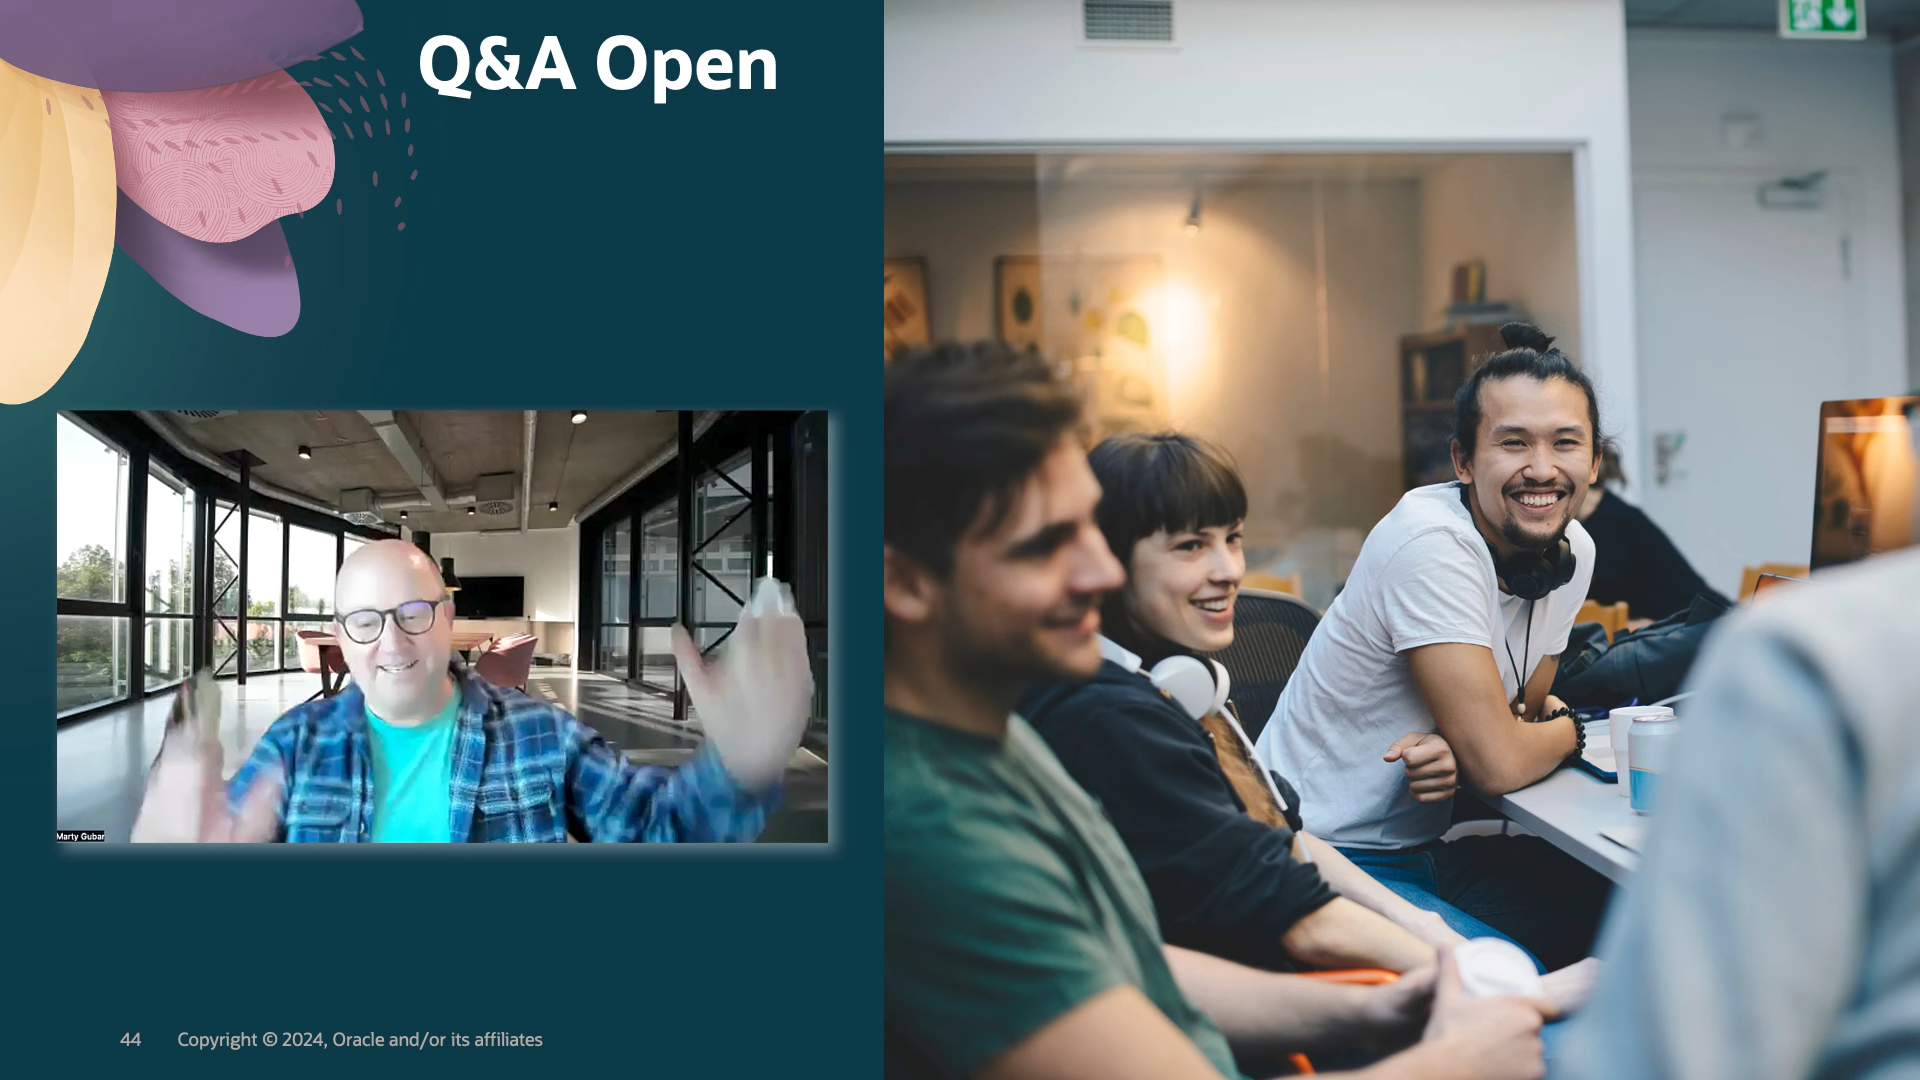 Q&A Open
Marty Gubar
44 Copyright © 2024, Oracle and/or its affiliates